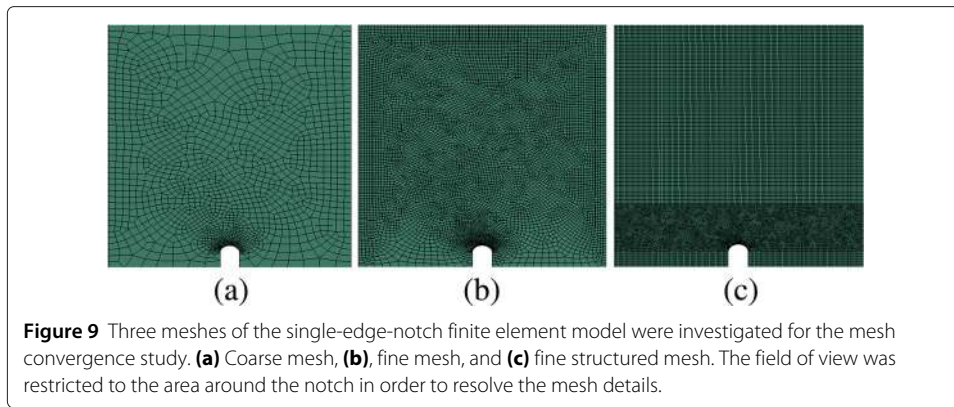 (a)
(b)
(c)
Figure 9 Three meshes of the single-edge-notch finite element model were investigated for the mesh
convergence study. (a) Coarse mesh, (b), fine mesh, and (c) fine structured mesh. The field of view was
restricted to the area around the notch in order to resolve the mesh details.